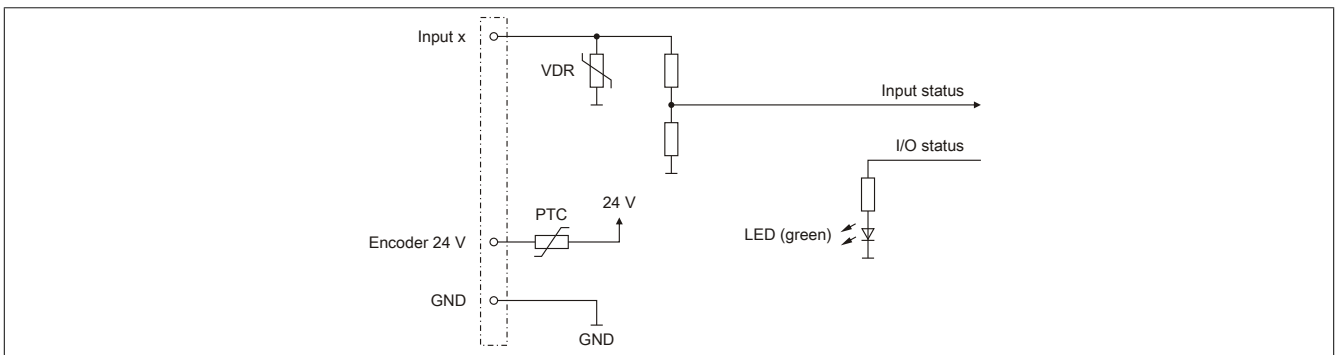 Input x
VDR
Input status
I/O status
24 V
PTC
LED (green)
Encoder 24 V
GND
GND